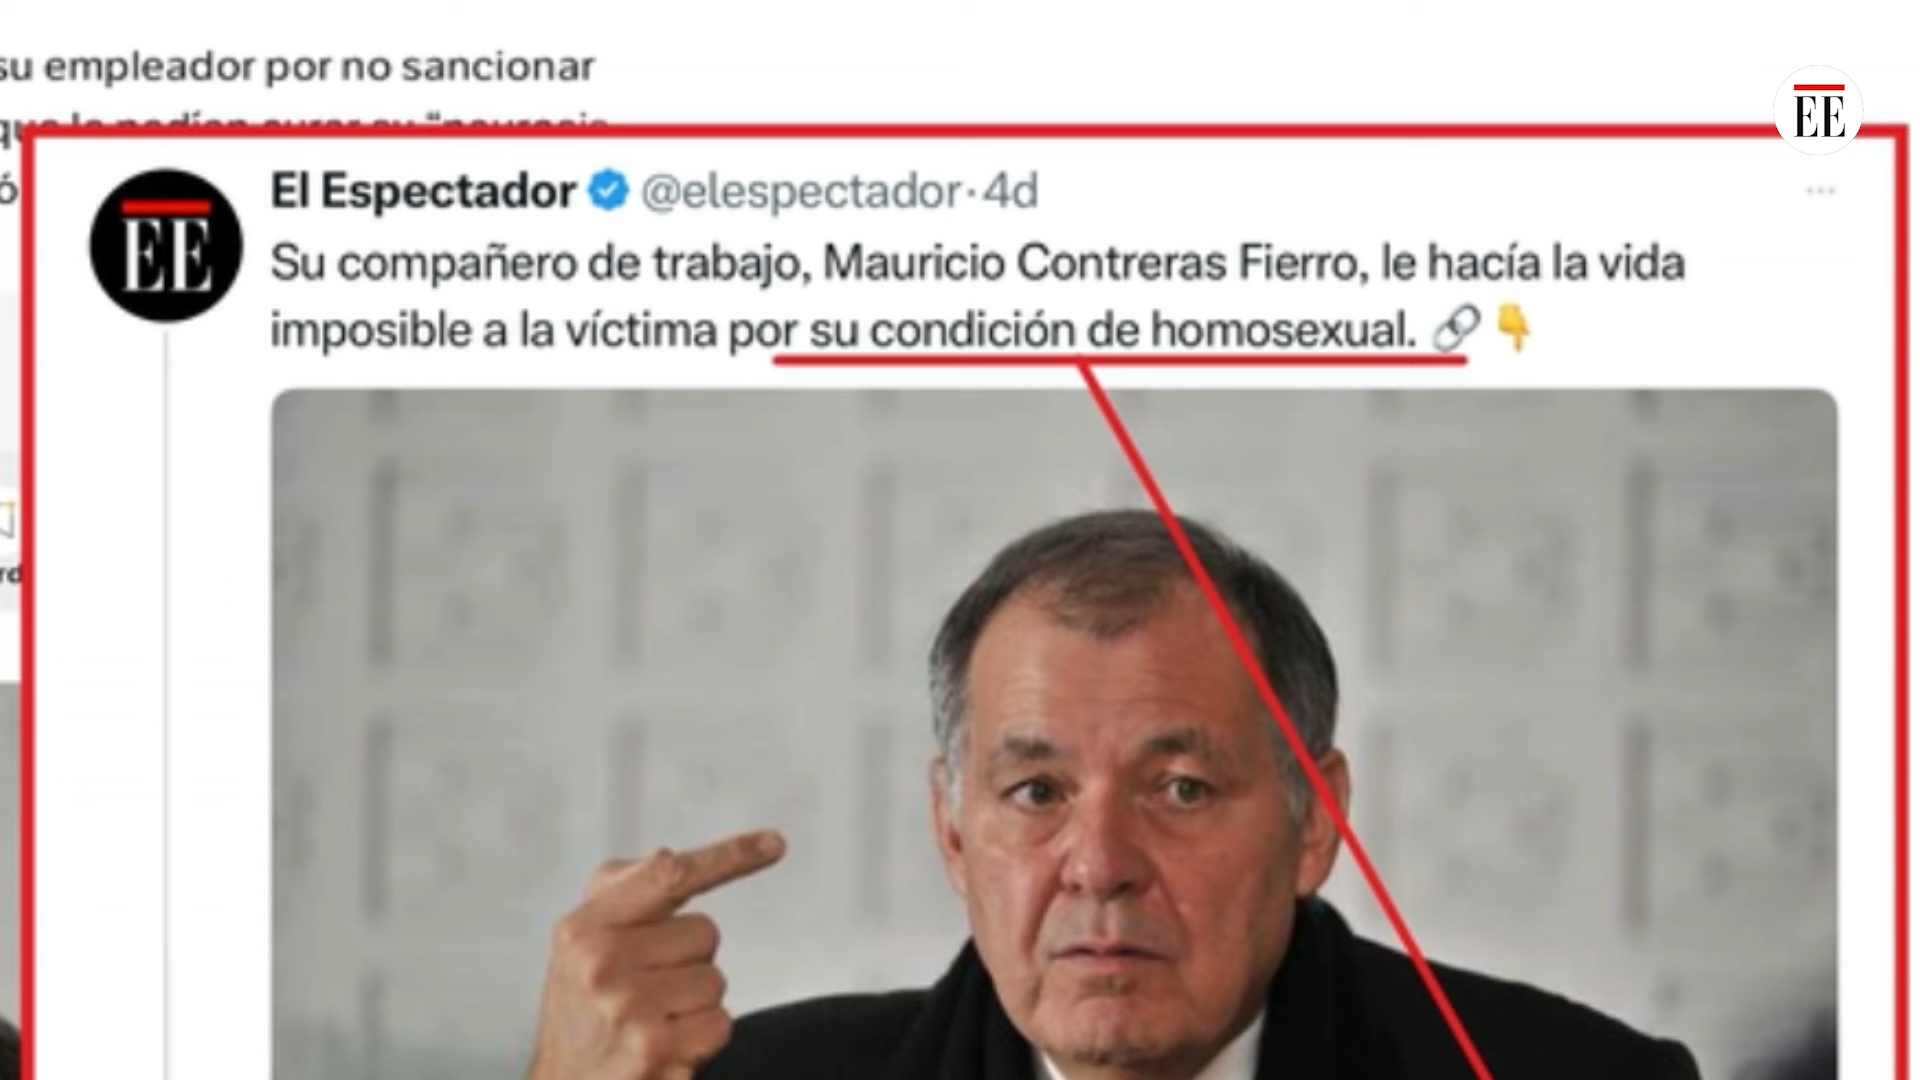 su empleador por no sancionar
EE
El Espectador @elespectador · 4d
EE
Su compañero de trabajo, Mauricio Contreras Fierro, le hacía la vida
imposible a la víctima por su condición de homosexual.